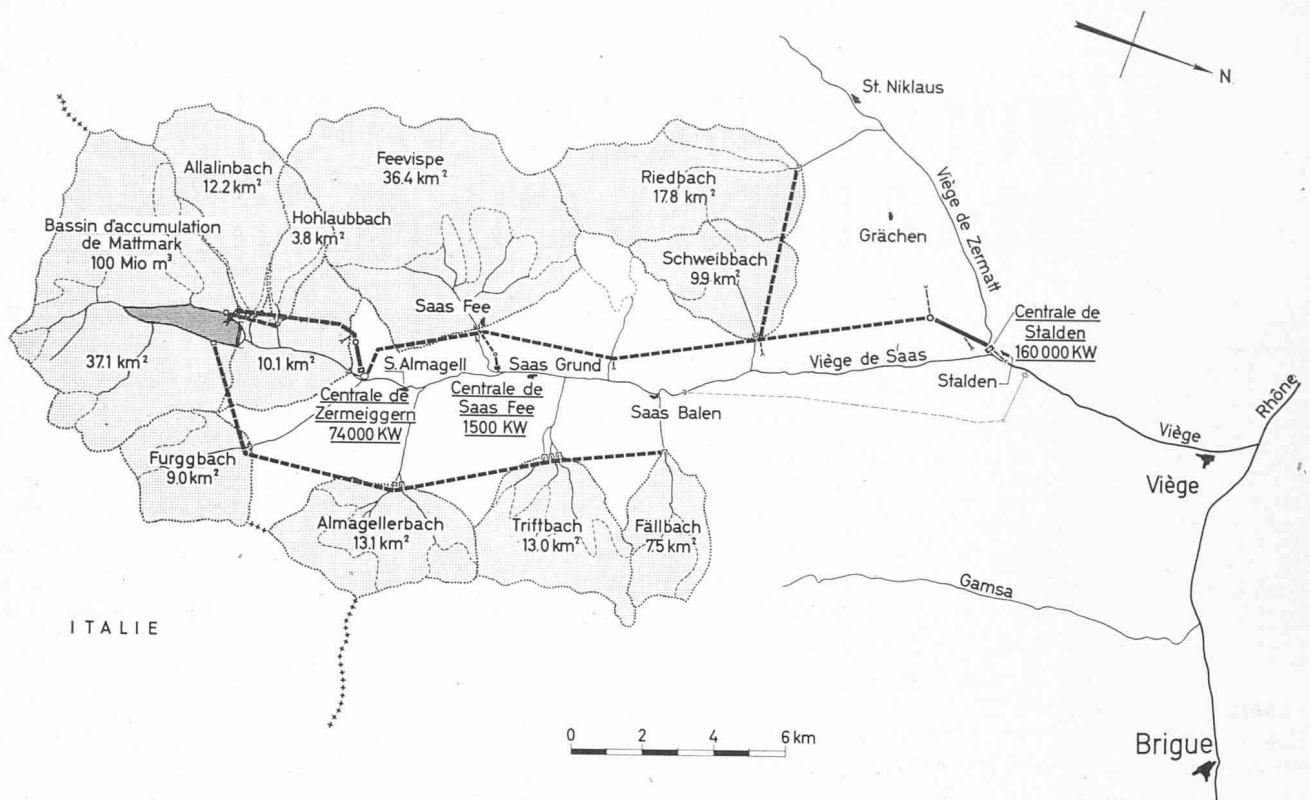 N
St. Niklaus
Allalinbach
12.2 km²
Feevispe
36.4 km²
Riedbach
17.8 km²
Viège de Zermatt
Hohlaubbach
3.8 km²
Bassin d'accumulation
de Mattmark
100 Mio m³
Grächen
Schweibbach
9.9 km²
Saas Fee
Centrale de
Stalden
160 000 KW
37.1 km²
10.1 km²
S. Almagell
Saas Grund
Viège de Saas
Stalden
Centrale de
Zermeiggern
74000 KW
Centrale de
Saas Fee
1500 KW
Saas Balen
Rhône
Viège
Viège
Furggbach
9.0 km²
Almagellerbach
13.1 km²
Triftbach
13.0 km²
Fällbach
7.5 km²
Gamsa
ITALIE
0 2 4 6 km
Brigue